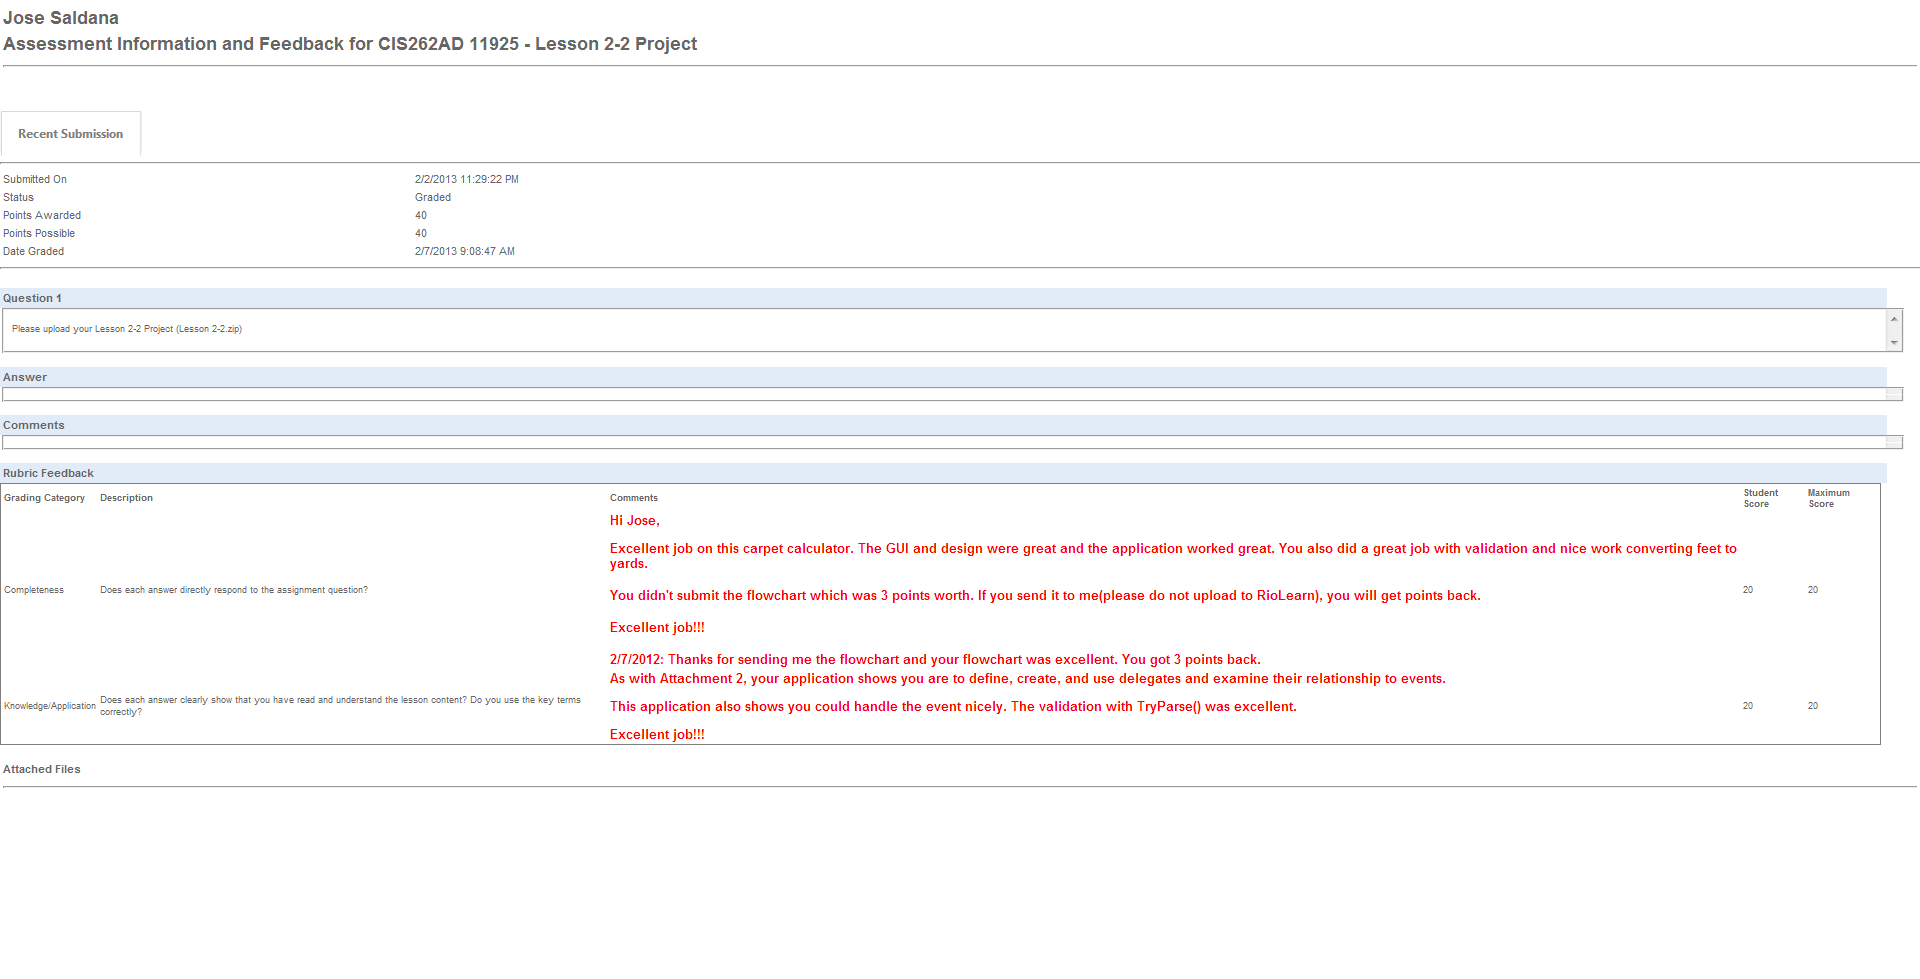 Jose Saldana
Assessment Information and Feedback for CIS262AD 11925 - Lesson 2-2 Project
Recent Submission
Submitted On 2/2/2013 11:29:22 PM
Status Graded
Points Awarded 40
Points Possible 40
Date Graded 2/7/2013 9:08:47 AM
Question 1
Please upload your Lesson 2-2 Project (Lesson 2-2.zip)
Answer
Comments
Rubric Feedback
Grading Category Description Comments Student Score Maximum Score
Hi Jose,
Excellent job on this carpet calculator. The GUI and design were great and the application worked great. You also did a great job with validation and nice work converting feet to
yards.
Completeness Does each answer directly respond to the assignment question? 20 20
You didn't submit the flowchart which was 3 points worth. If you send it to me(please do not upload to RioLearn), you will get points back.
Excellent job!!!
2/7/2012: Thanks for sending me the flowchart and your flowchart was excellent. You got 3 points back.
As with Attachment 2, your application shows you are to define, create, and use delegates and examine their relationship to events.
Knowledge/Application Does each answer clearly show that you have read and understand the lesson content? Do you use the key terms
correctly?
This application also shows you could handle the event nicely. The validation with TryParse() was excellent. 20 20
Excellent job!!!
Attached Files